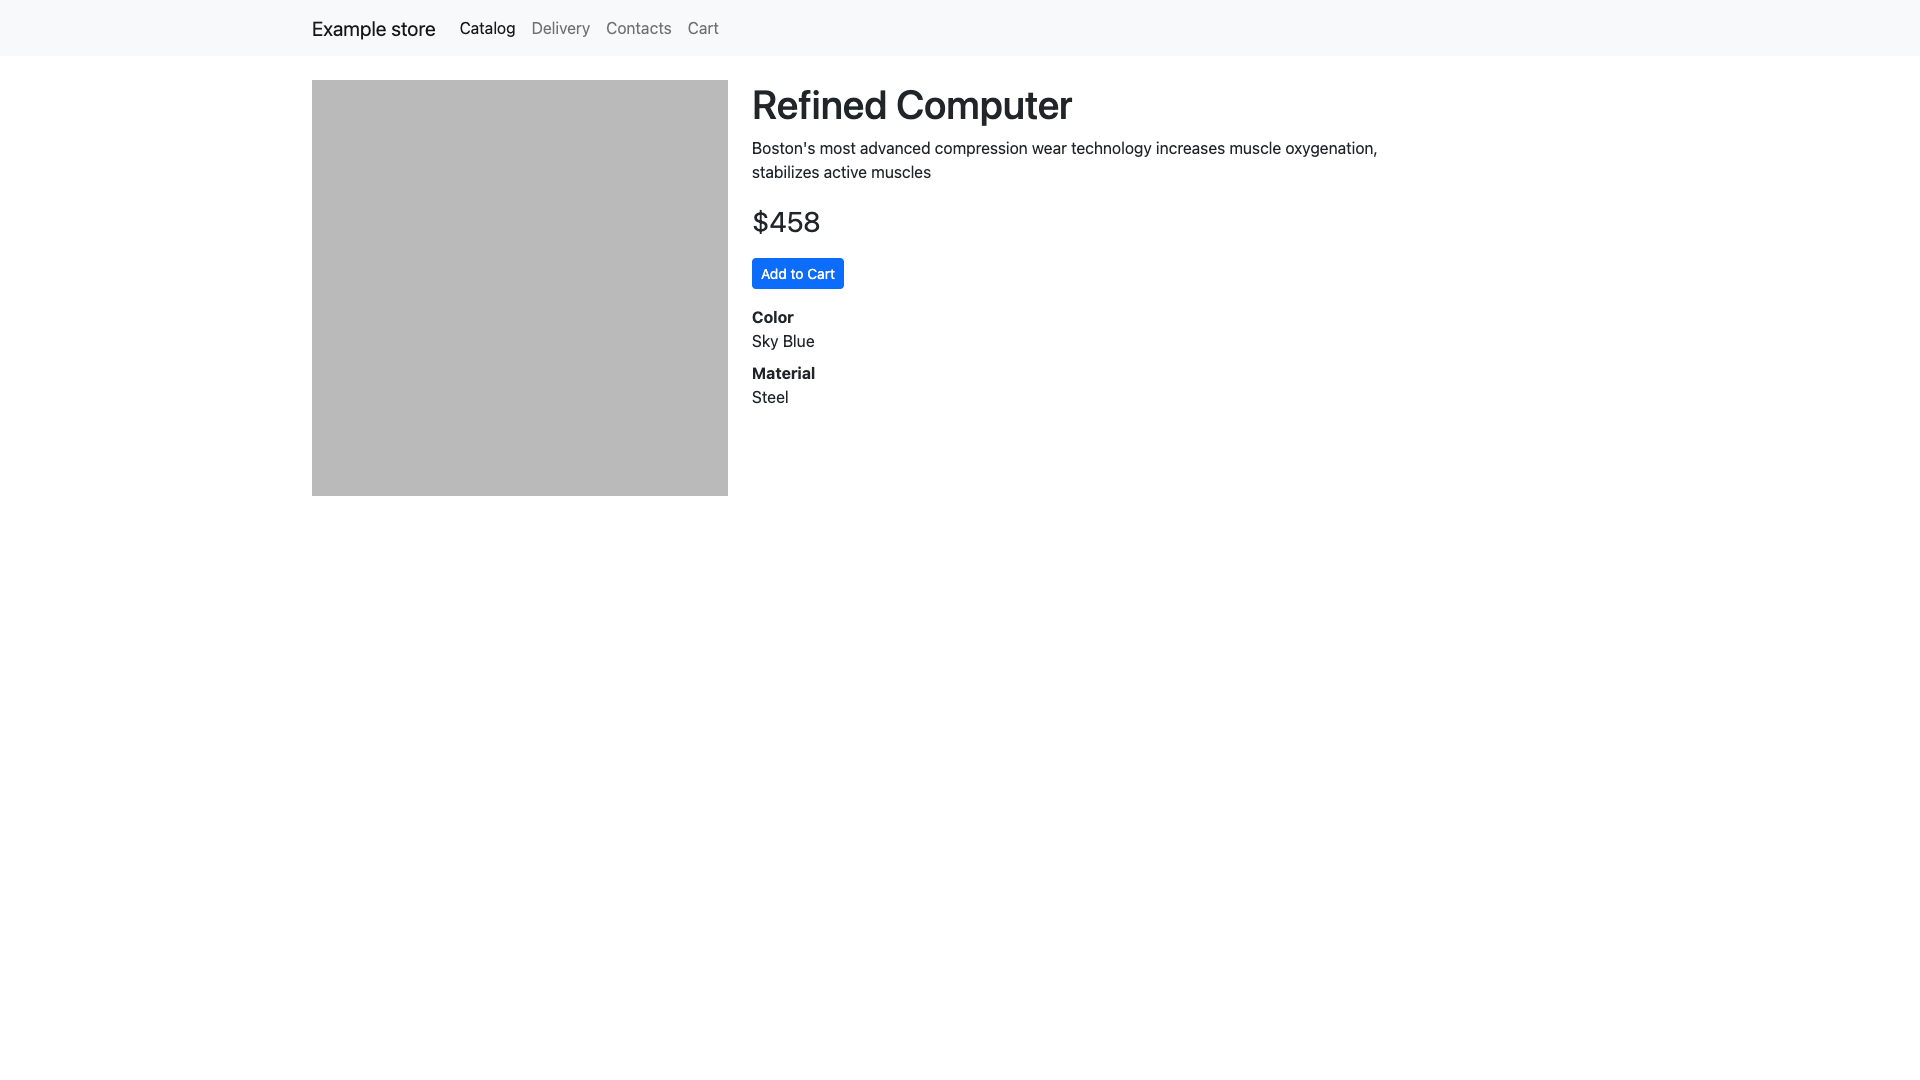 Example store Catalog Delivery Contacts Cart
Refined Computer
Boston's most advanced compression wear technology increases muscle oxygenation,
stabilizes active muscles
$458
Add to Cart
Color
Sky Blue
Material
Steel